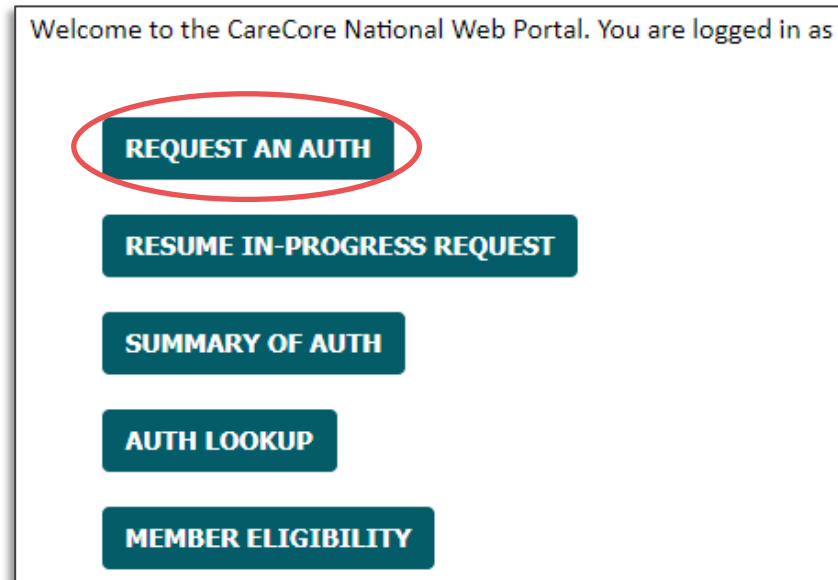 Welcome to the CareCore National Web Portal. You are logged in as
REQUEST AN AUTH
RESUME IN-PROGRESS REQUEST
SUMMARY OF AUTH
AUTH LOOKUP
MEMBER ELIGIBILITY